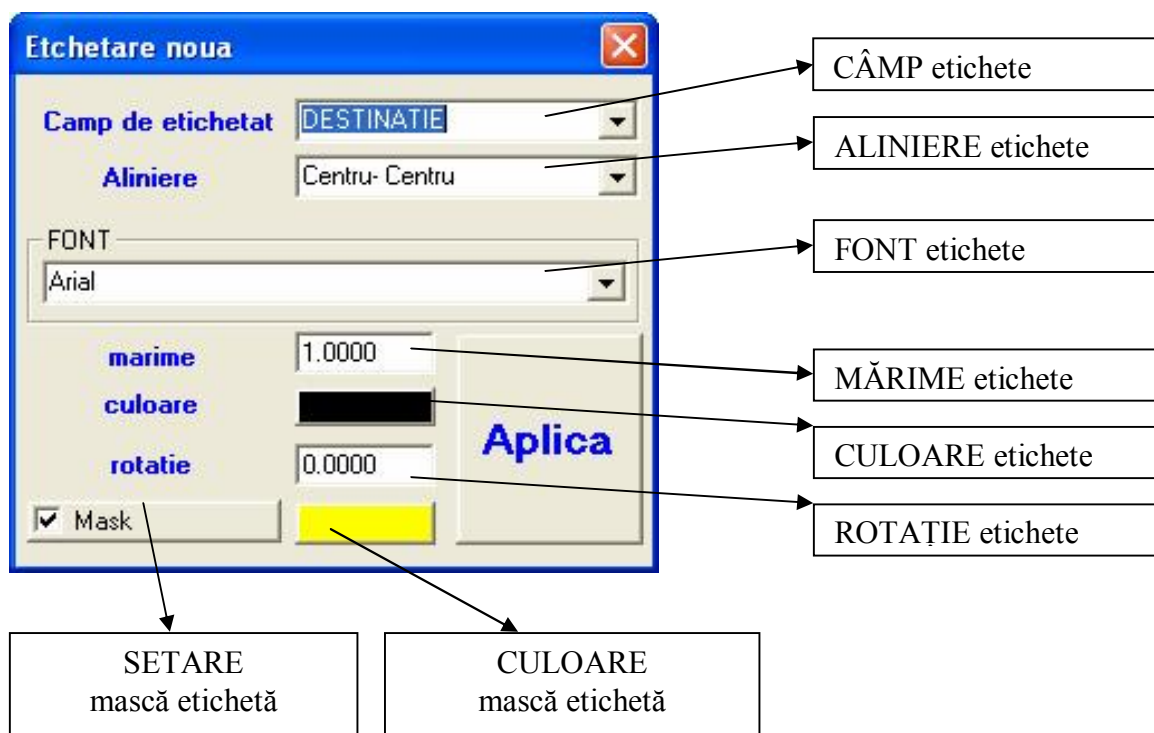 Etchetare noua
CÂMP etichete
Camp de etichetat DESTINATIE
ALINIERE etichete
Aliniere Centru- Centru
FONT
FONT etichete
Arial
marime 1.0000
MĂRIME etichete
culoare
Aplica
CULOARE etichete
rotatie 0.0000
Mask
ROTAȚIE etichete
SETARE
mască etichetă
CULOARE
mască etichetă